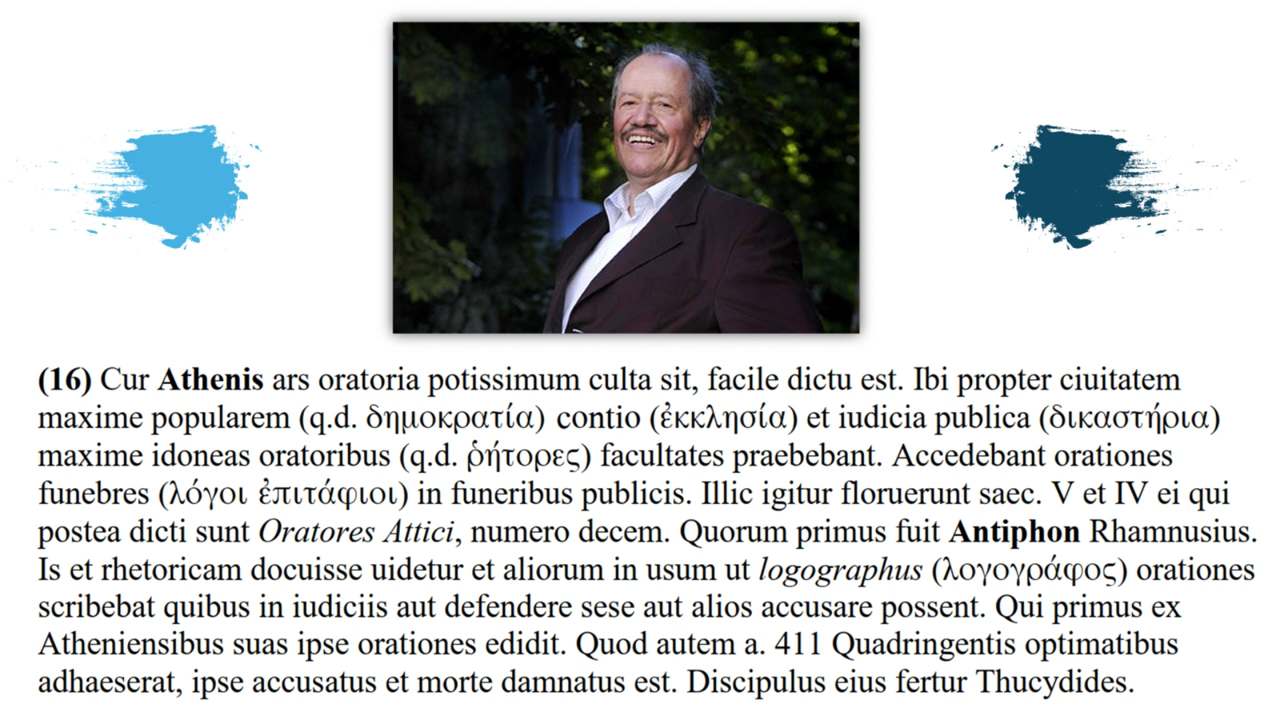 (16) Cur Athenis ars oratoria potissimum culta sit, facile dictu est. Ibi propter ciuitatem
maxime popularem (q.d. δημοκρατία) contio (ἐκκλησία) et iudicia publica (δικαστήρια)
maxime idoneas oratoribus (q.d. ῥήτορες) facultates praebebant. Accedebant orationes
funebres (λόγοι ἐπιτάφιοι) in funeribus publicis. Illic igitur floruerunt saec. V et IV ei qui
postea dicti sunt Oratores Attici, numero decem. Quorum primus fuit Antiphon Rhamnusius.
Is et rhetoricam docuisse uidetur et aliorum in usum ut logographus (λογογράφος) orationes
scribebat quibus in iudiciis aut defendere sese aut alios accusare possent. Qui primus ex
Atheniensibus suas ipse orationes edidit. Quod autem a. 411 Quadringentis optimatibus
adhaeserat, ipse accusatus et morte damnatus est. Discipulus eius fertur Thucydides.